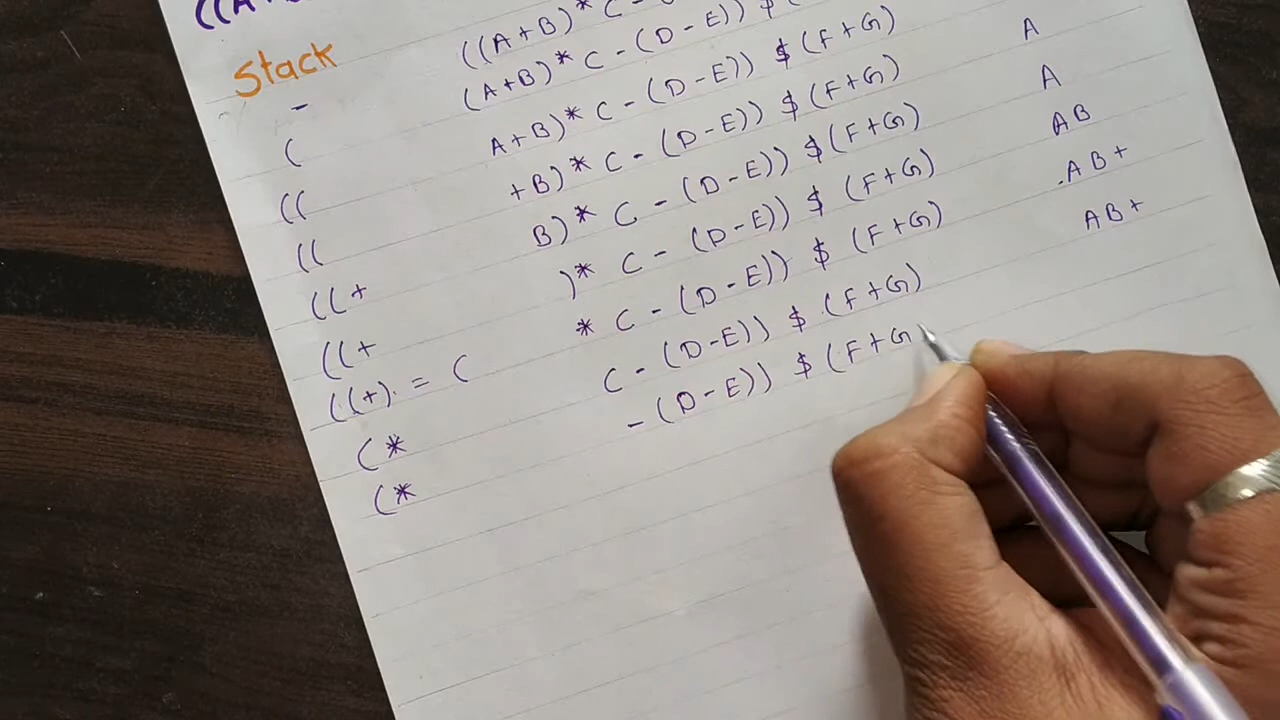 ((A+
Stack
- ((A+B)*C-
( (A+B)*C-(D-E))$(
(( A+B)*C-(D-E))$(F+G) A
(( +B)*C-(D-E))$(F+G) A
((+ B)*C-(D-E))$(F+G) AB
((+ )*C-(D-E))$(F+G) AB+
((+) = ( *C-(D-E))$(F+G) AB+
(* C-(D-E))$(F+G)
(* -(D-E))$(F+G